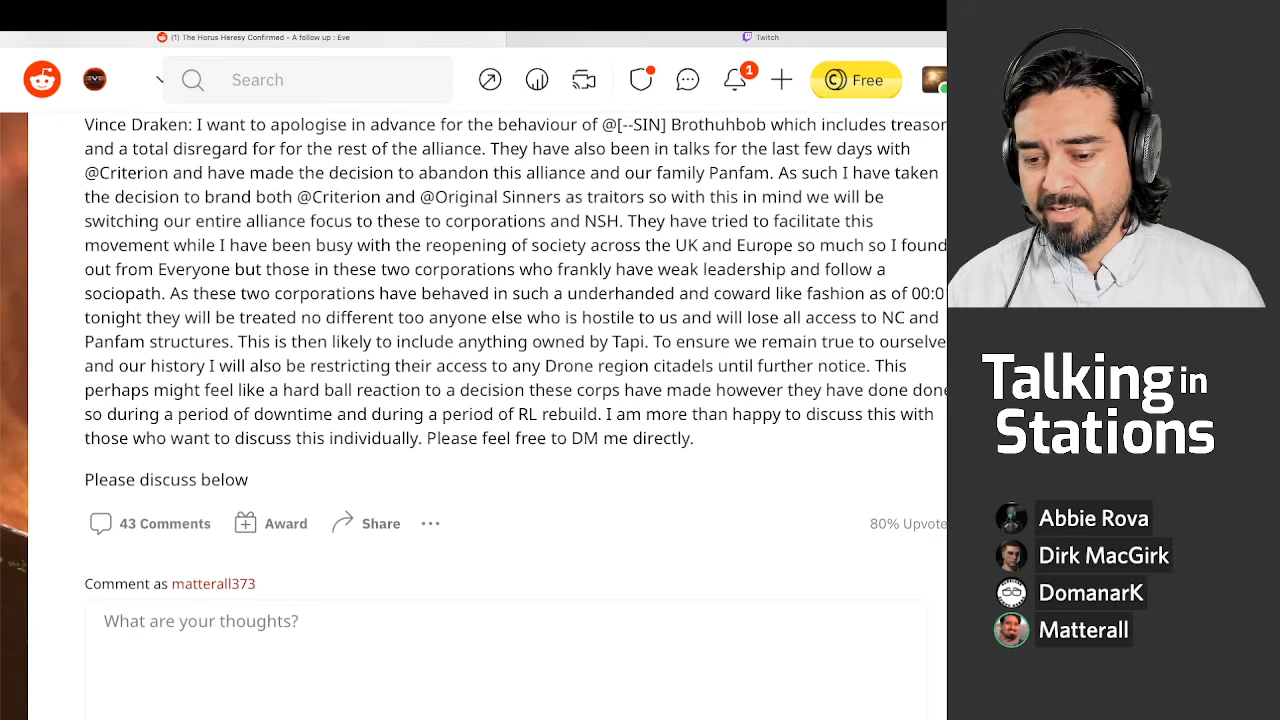 (1) The Horus Heresy Confirmed - A follow up : Eve
Twitch
EVE
Search
1
Free
Vince Draken: I want to apologise in advance for the behaviour of @[--SIN] Brothuhbob which includes treason
and a total disregard for for the rest of the alliance. They have also been in talks for the last few days with
@Criterion and have made the decision to abandon this alliance and our family Panfam. As such I have taken
the decision to brand both @Criterion and @Original Sinners as traitors so with this in mind we will be
switching our entire alliance focus to these to corporations and NSH. They have tried to facilitate this
movement while I have been busy with the reopening of society across the UK and Europe so much so I found
out from Everyone but those in these two corporations who frankly have weak leadership and follow a
sociopath. As these two corporations have behaved in such a underhanded and coward like fashion as of 00:0
tonight they will be treated no different too anyone else who is hostile to us and will lose all access to NC and
Panfam structures. This is then likely to include anything owned by Tapi. To ensure we remain true to ourselve
and our history I will also be restricting their access to any Drone region citadels until further notice. This
perhaps might feel like a hard ball reaction to a decision these corps have made however they have done done
so during a period of downtime and during a period of RL rebuild. I am more than happy to discuss this with
those who want to discuss this individually. Please feel free to DM me directly.
Please discuss below
43 Comments Award Share ••• 80% Upvote
Comment as matterall373
What are your thoughts?
Talking in
Stations
Abbie Rova
Dirk MacGirk
DomanarK
Matterall